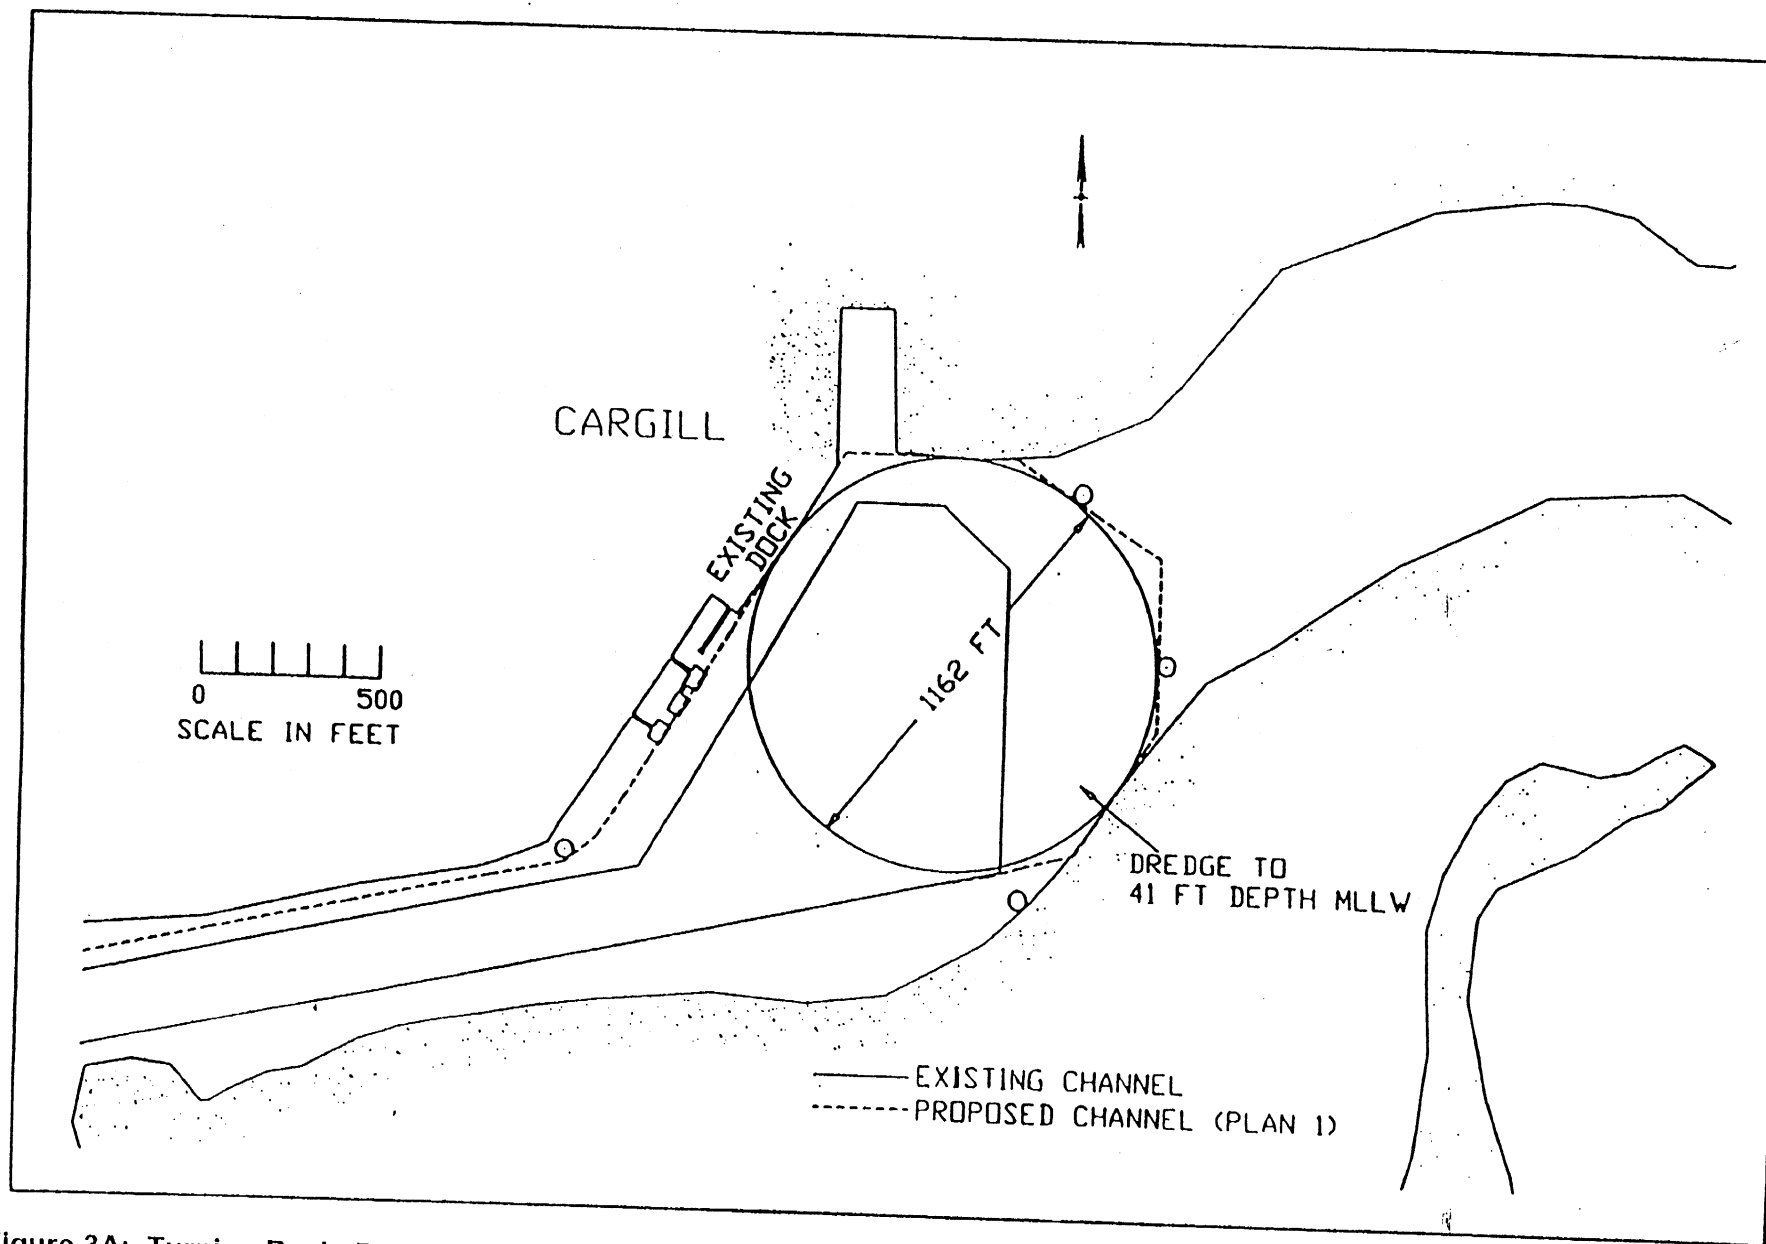 CARGILL
EXISTING
DOCK
1162 FT
0 500
SCALE IN FEET
DREDGE TO
41 FT DEPTH MLLW
EXISTING CHANNEL
PROPOSED CHANNEL (PLAN 1)